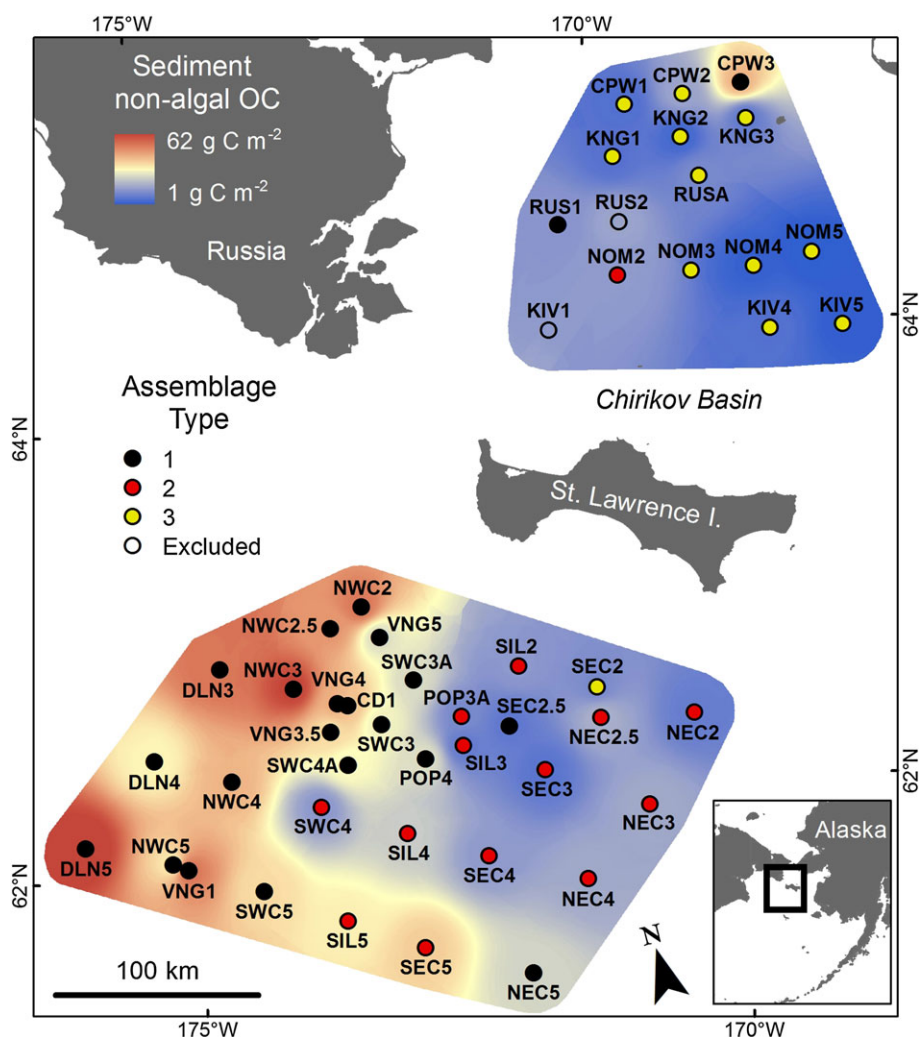 175°W
170°W
Sediment
non-algal OC
62 g C m-2
1 g C m-2
Russia
CPW1
CPW2
CPW3
KNG1
KNG2
KNG3
RUSA
RUS1
RUS2
NOM2
NOM3
NOM4
NOM5
KIV1
KIV4
KIV5
64°N
64°N
Assemblage
Type
1
2
3
Excluded
Chirikov Basin
St. Lawrence I.
NWC2
NWC2.5
VNG5
SWC3A
SIL2
SEC2
DLN3
NWC3
VNG4
CD1
POP3A
SEC2.5
NEC2.5
NEC2
VNG3.5
SWC3
SIL3
SWC4A
POP4
SEC3
DLN4
NWC4
SWC4
NEC3
SIL4
SEC4
NEC4
DLN5
NWC5
VNG1
SWC5
SIL5
SEC5
NEC5
62°N
62°N
100 km
N
Alaska
175°W
170°W